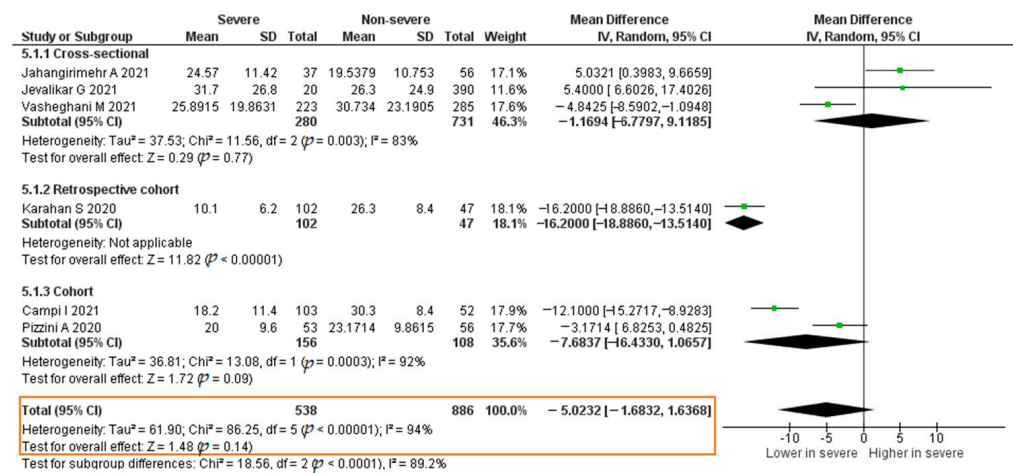 Severe Non-severe Mean Difference Mean Difference
Study or Subgroup Mean SD Total Mean SD Total Weight IV, Random, 95% CI IV, Random, 95% CI
5.1.1 Cross-sectional
Jahangirimehr A 2021 24.57 11.42 37 19.5379 10.753 56 17.1% 5.0321 [0.3983, 9.6659]
Jevalikar G 2021 31.7 26.8 20 26.3 24.9 390 11.6% 5.4000 [ 6.6026, 17.4026]
Vasheghani M 2021 25.8915 19.8631 223 30.734 23.1905 285 17.6% −4.8425 [-8.5902, −1.0948]
Subtotal (95% CI) 280 731 46.3% −1.1694 [−6.7797, 9.1185]
Heterogeneity: Tau² = 37.53; Chi² = 11.56, df = 2 (p = 0.003); I² = 83%
Test for overall effect: Z = 0.29 (p = 0.77)
5.1.2 Retrospective cohort
Karahan S 2020 10.1 6.2 102 26.3 8.4 47 18.1% −16.2000 [−18.8860, −13.5140]
Subtotal (95% CI) 102 47 18.1% −16.2000 [−18.8860, −13.5140]
Heterogeneity: Not applicable
Test for overall effect: Z = 11.82 (p < 0.00001)
5.1.3 Cohort
Campi I 2021 18.2 11.4 103 30.3 8.4 52 17.9% −12.1000 [−15.2717, −8.9283]
Pizzini A 2020 20 9.6 53 23.1714 9.8615 56 17.7% −3.1714 [ 6.8253, 0.4825]
Subtotal (95% CI) 156 108 35.6% −7.6837 [−16.4330, 1.0657]
Heterogeneity: Tau² = 36.81; Chi² = 13.08, df = 1 (p = 0.0003); I² = 92%
Test for overall effect: Z = 1.72 (p = 0.09)
Total (95% CI) 538 886 100.0% −5.0232 [−1.6832, 1.6368]
Heterogeneity: Tau² = 61.90; Chi² = 86.25, df = 5 (p < 0.00001); I² = 94%
Test for overall effect: Z = 1.48 (p = 0.14)
Test for subgroup differences: Chi² = 18.56, df = 2 (p < 0.0001), I² = 89.2%
-10 -5 0 5 10
Lower in severe Higher in severe